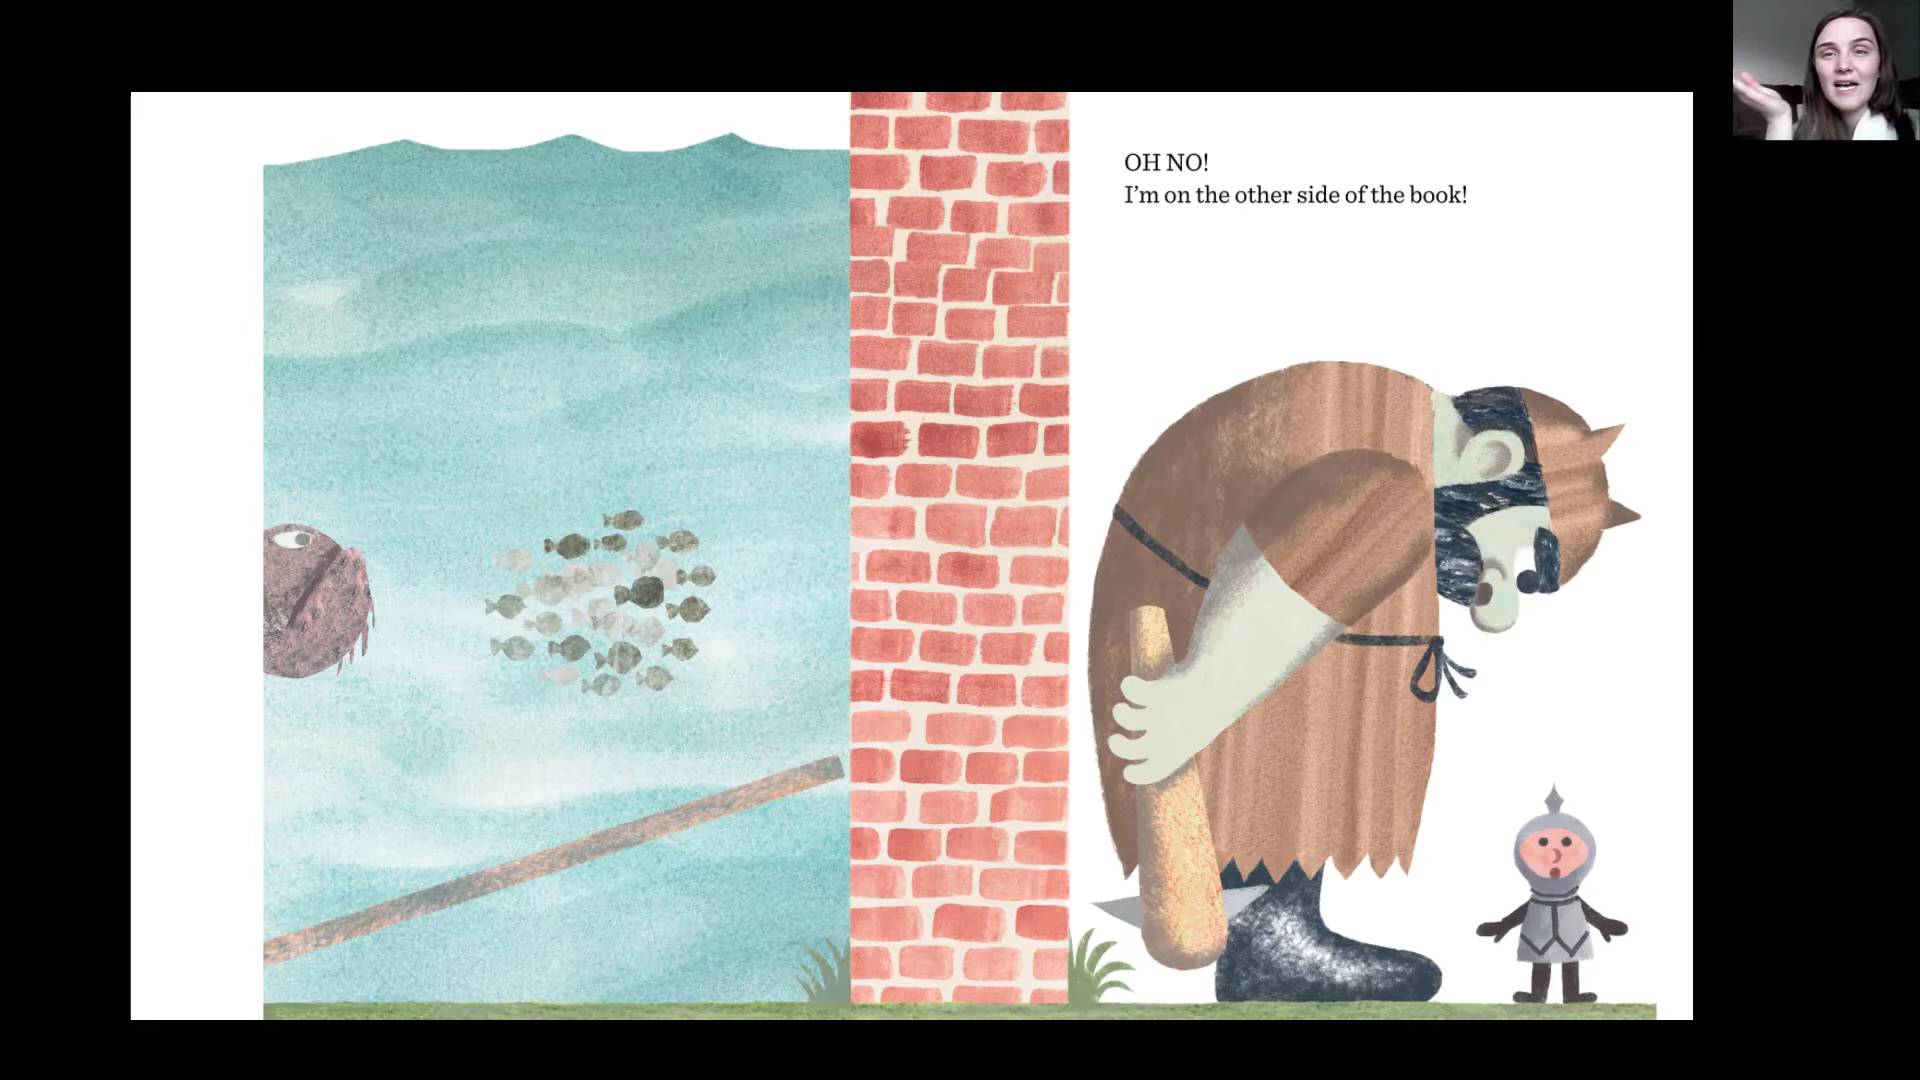 OH NO!
I’m on the other side of the book!